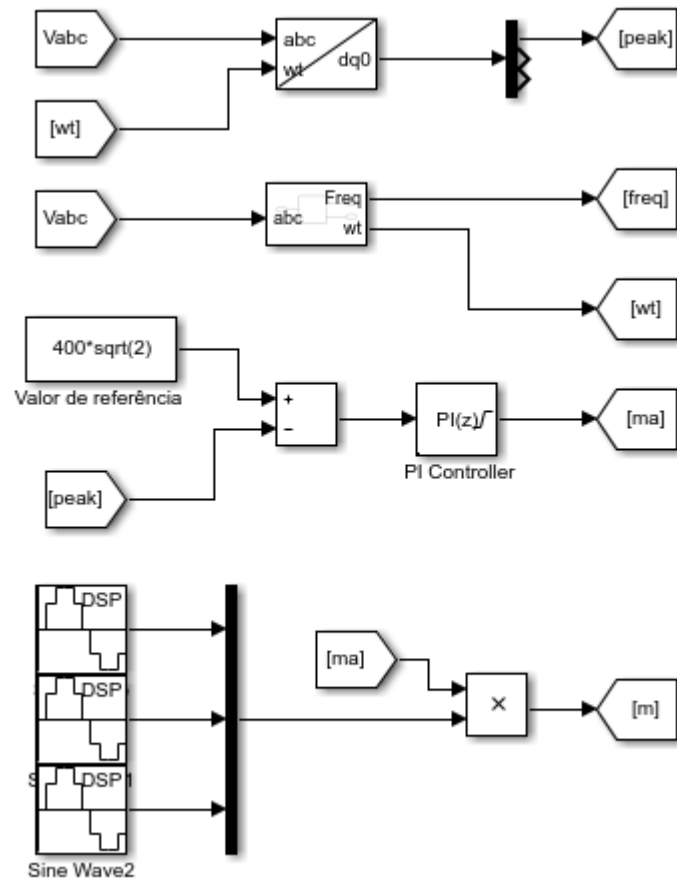 Vabc
abc
wt
dq0
[peak]
[wt]
Vabc
abc
Freq
wt
[freq]
[wt]
400*sqrt(2)
Valor de referência
+
−
PI(z)
PI Controller
[ma]
[peak]
DSP
DSP
DSP
Sine Wave2
[ma]
×
[m]